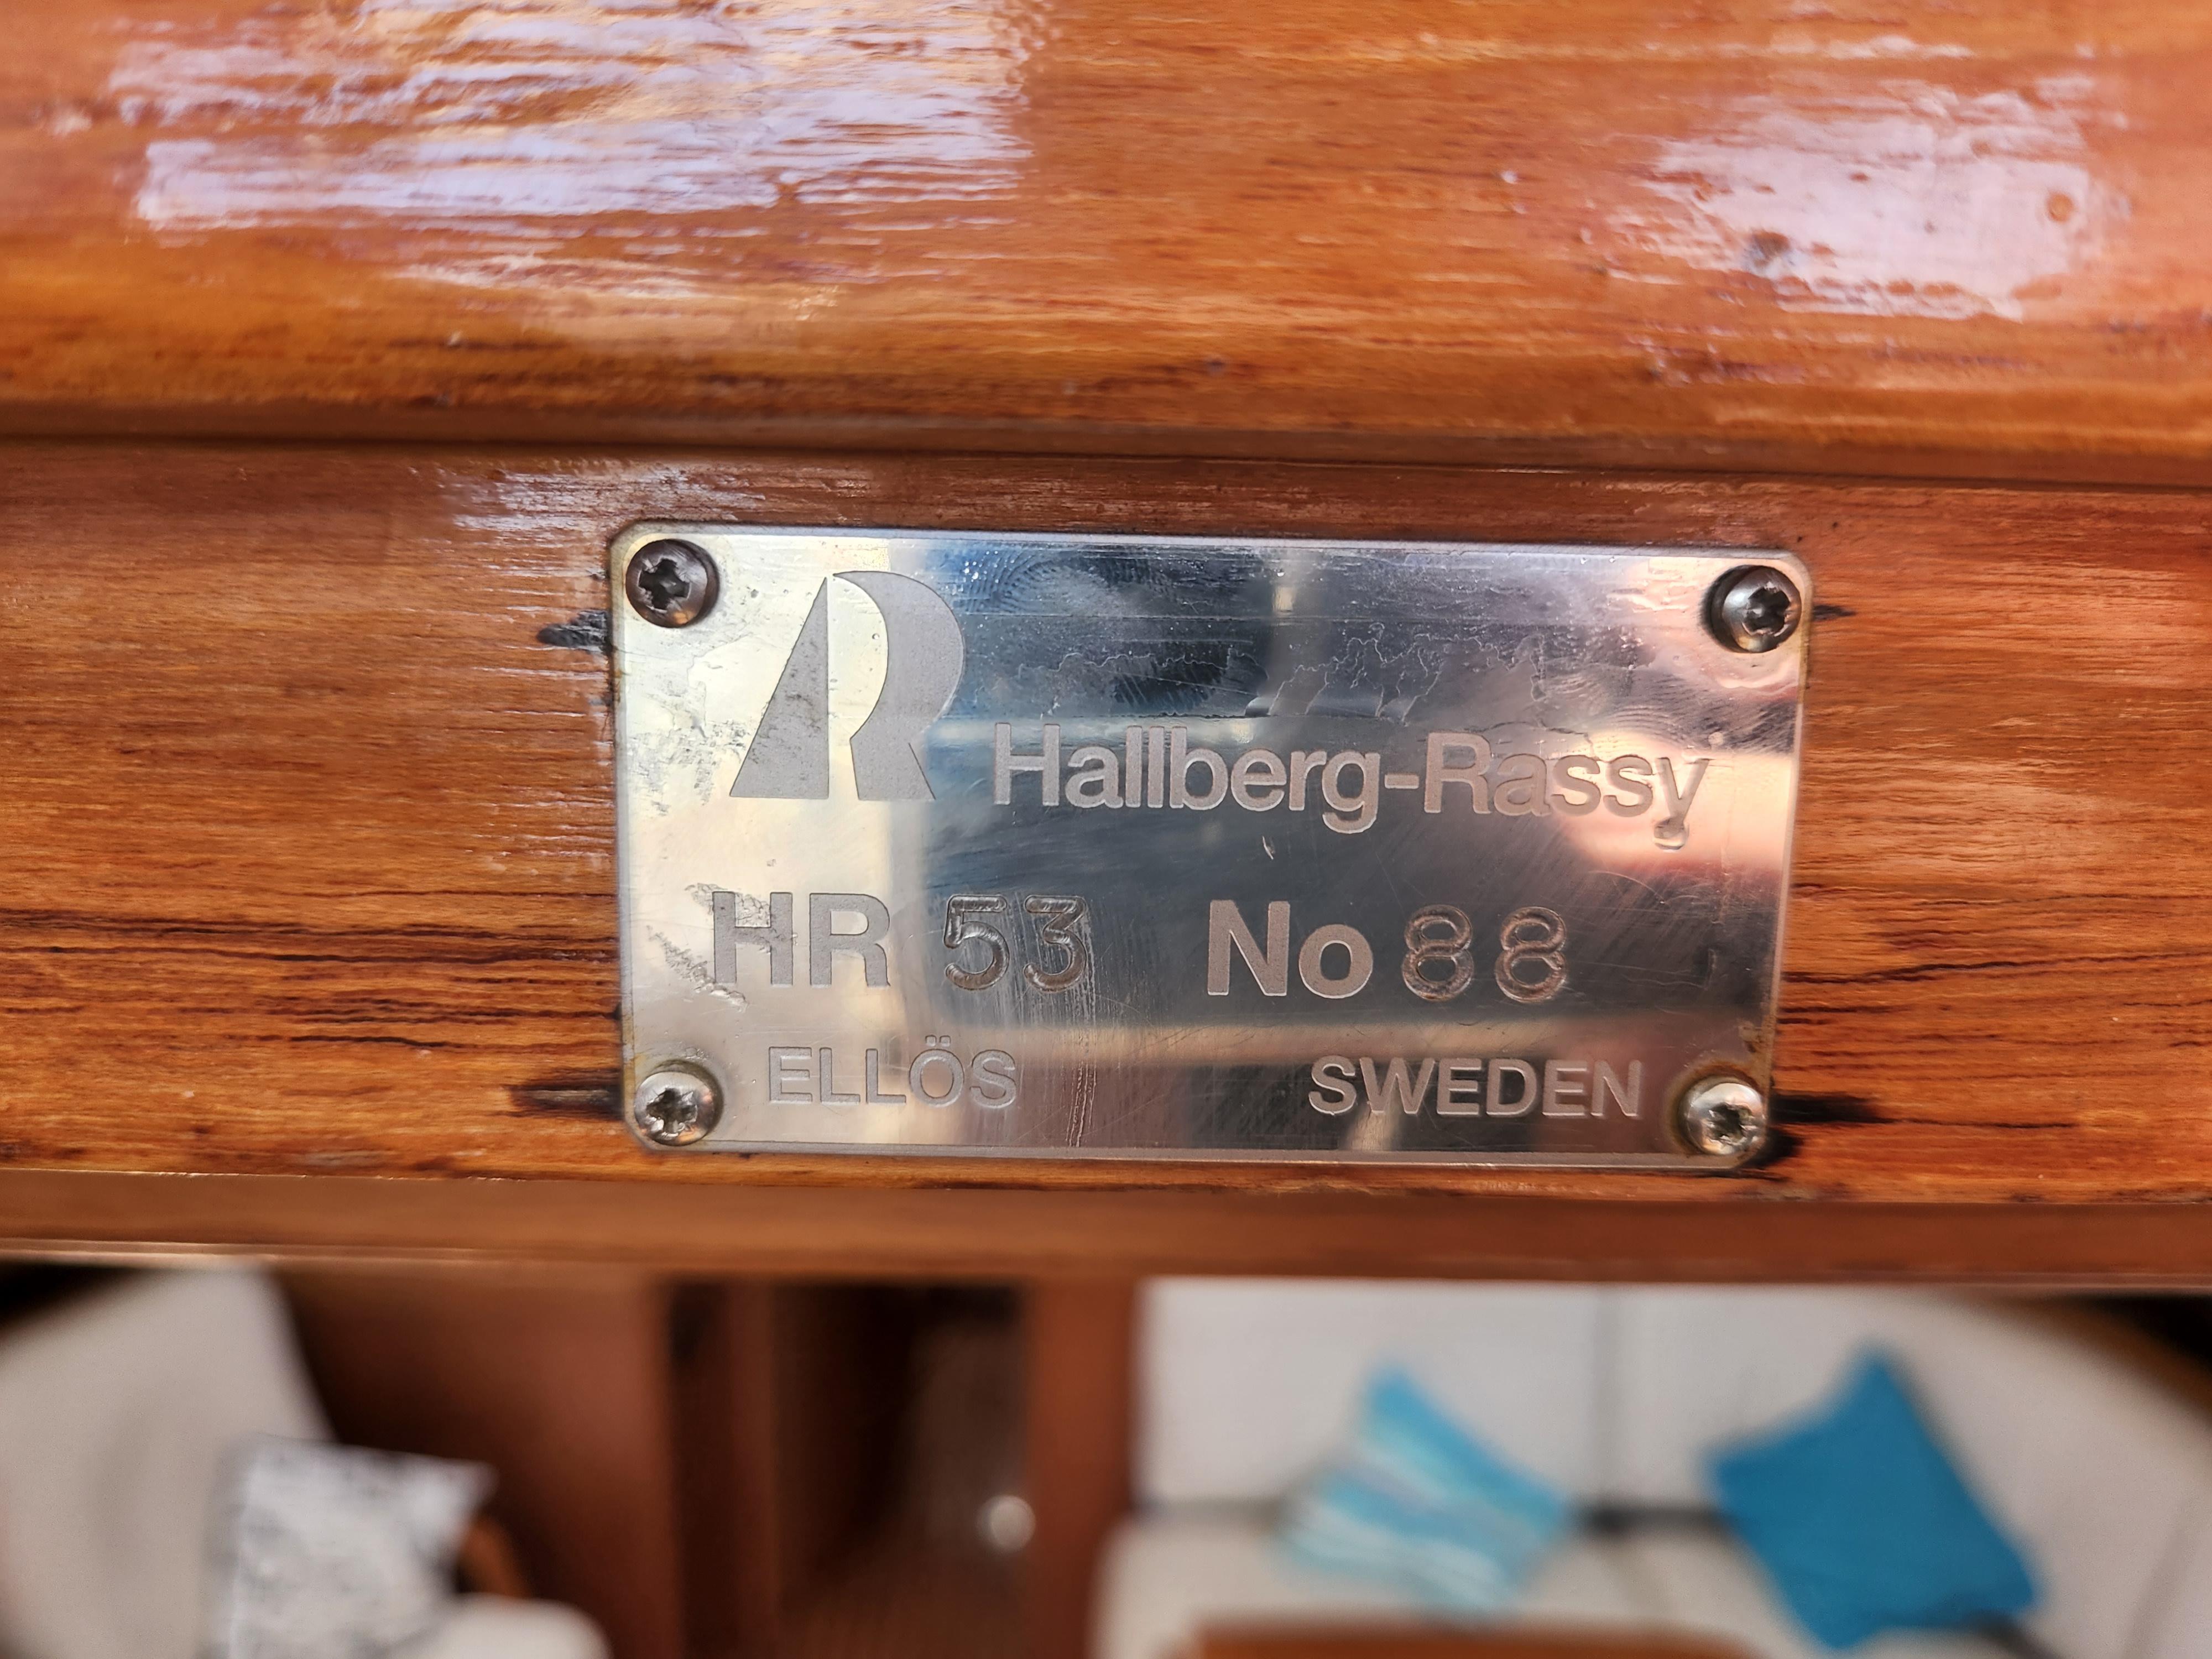 Hallberg-Rassy
HR 53 No 88
ELLÖS SWEDEN